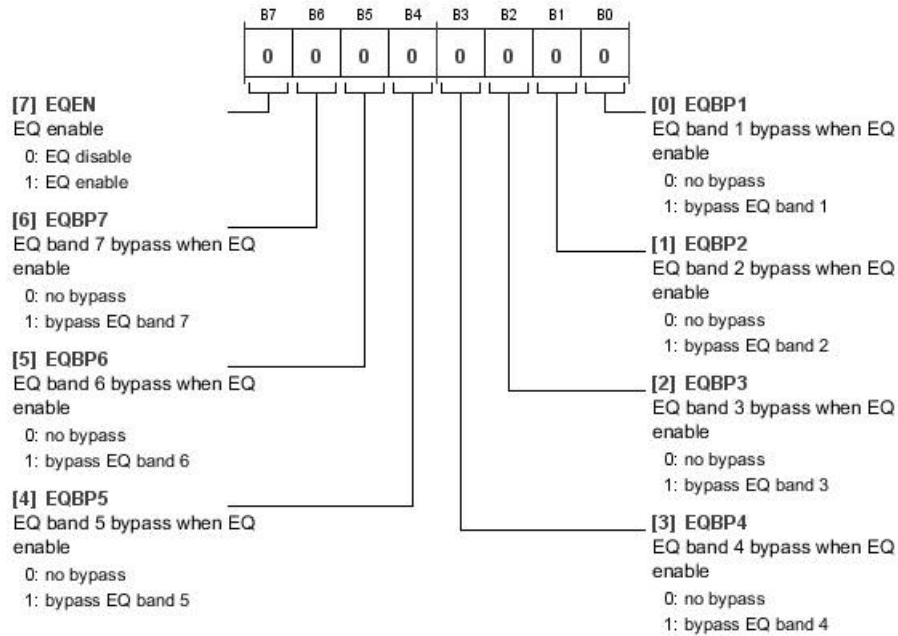 B7 B6 B5 B4 B3 B2 B1 B0
0 0 0 0 0 0 0 0
[7] EQEN
EQ enable
0: EQ disable
1: EQ enable
[6] EQBP7
EQ band 7 bypass when EQ
enable
0: no bypass
1: bypass EQ band 7
[5] EQBP6
EQ band 6 bypass when EQ
enable
0: no bypass
1: bypass EQ band 6
[4] EQBP5
EQ band 5 bypass when EQ
enable
0: no bypass
1: bypass EQ band 5
[0] EQBP1
EQ band 1 bypass when EQ
enable
0: no bypass
1: bypass EQ band 1
[1] EQBP2
EQ band 2 bypass when EQ
enable
0: no bypass
1: bypass EQ band 2
[2] EQBP3
EQ band 3 bypass when EQ
enable
0: no bypass
1: bypass EQ band 3
[3] EQBP4
EQ band 4 bypass when EQ
enable
0: no bypass
1: bypass EQ band 4